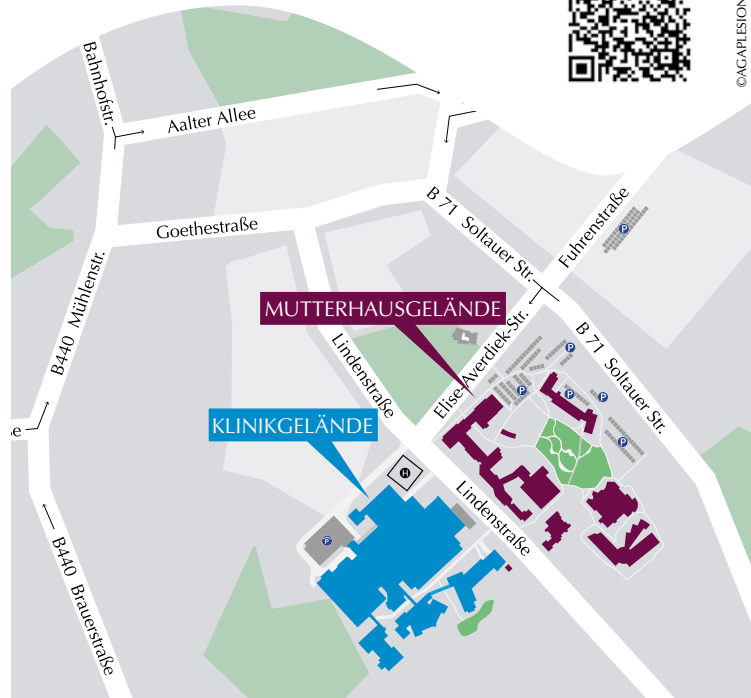 ©AGAPLESION
Bahnhofstr.
Aalter Allee
Goethestraße
B 71 Soltauer Str.
Fuhrenstraße
P
B440 Mühlenstr.
MUTTERHAUSGELÄNDE
Lindenstraße
Elise-Averdiek-Str.
B 71 Soltauer Str.
P
P
P
P
P
KLINIKGELÄNDE
H
Lindenstraße
P
B440 Brauerstraße